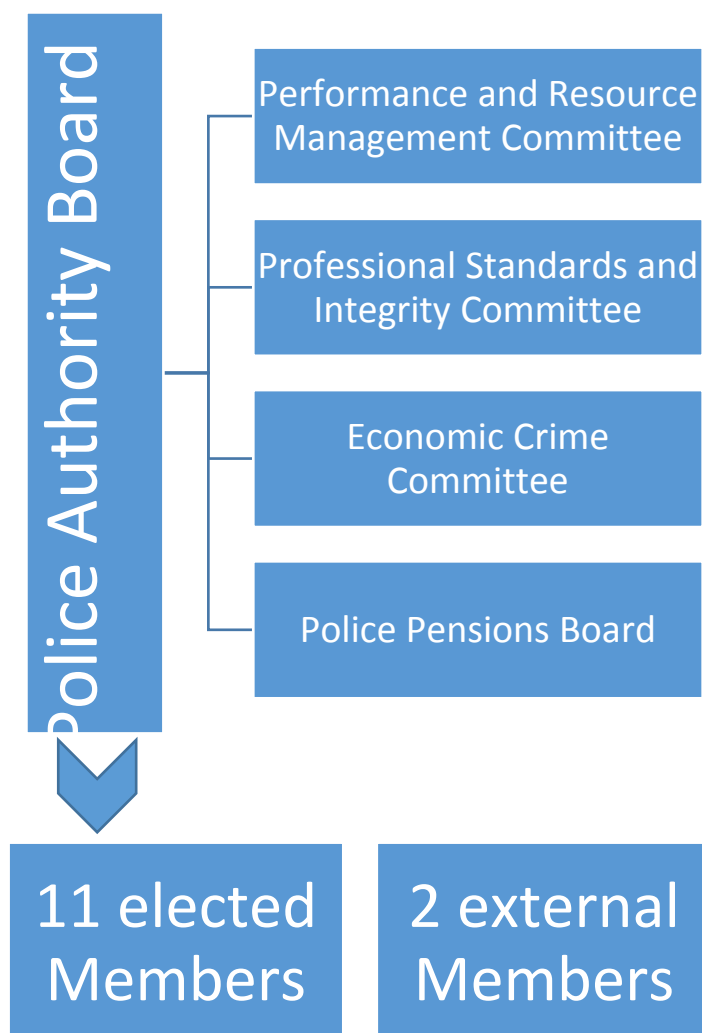 Police Authority Board
Performance and Resource
Management Committee
Professional Standards and
Integrity Committee
Economic Crime
Committee
Police Pensions Board
11 elected
Members
2 external
Members